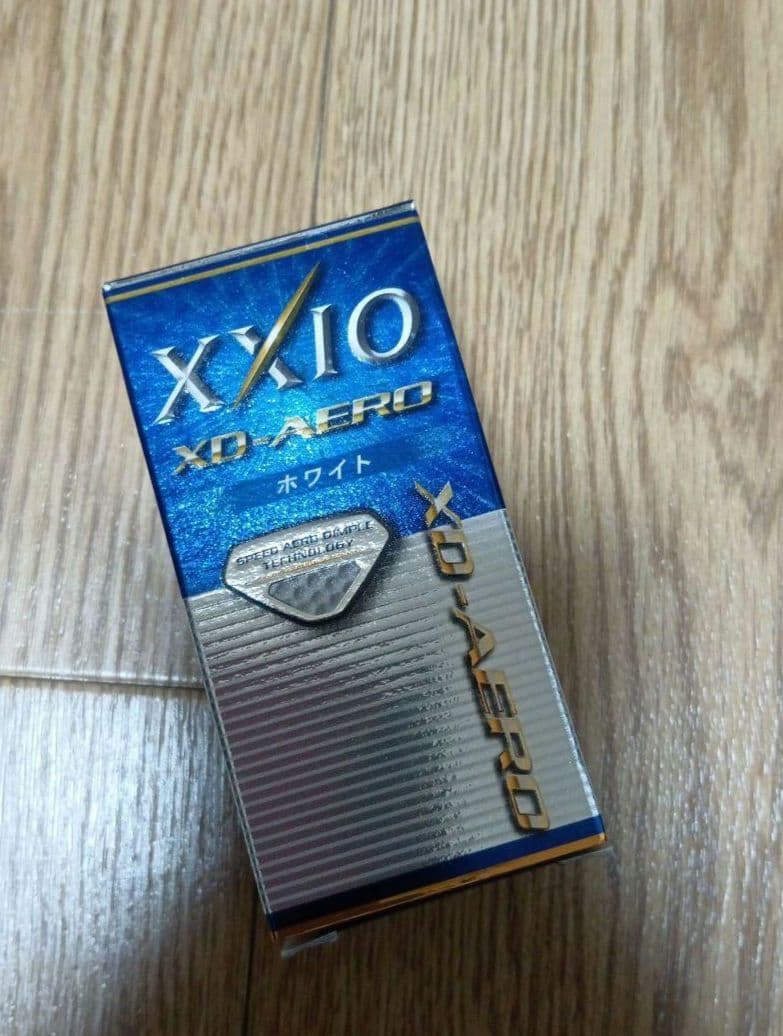 XXIO
XD-AERO
ホワイト
SPEED AERO DIMPLE
TECHNOLOGY
XD-AERO